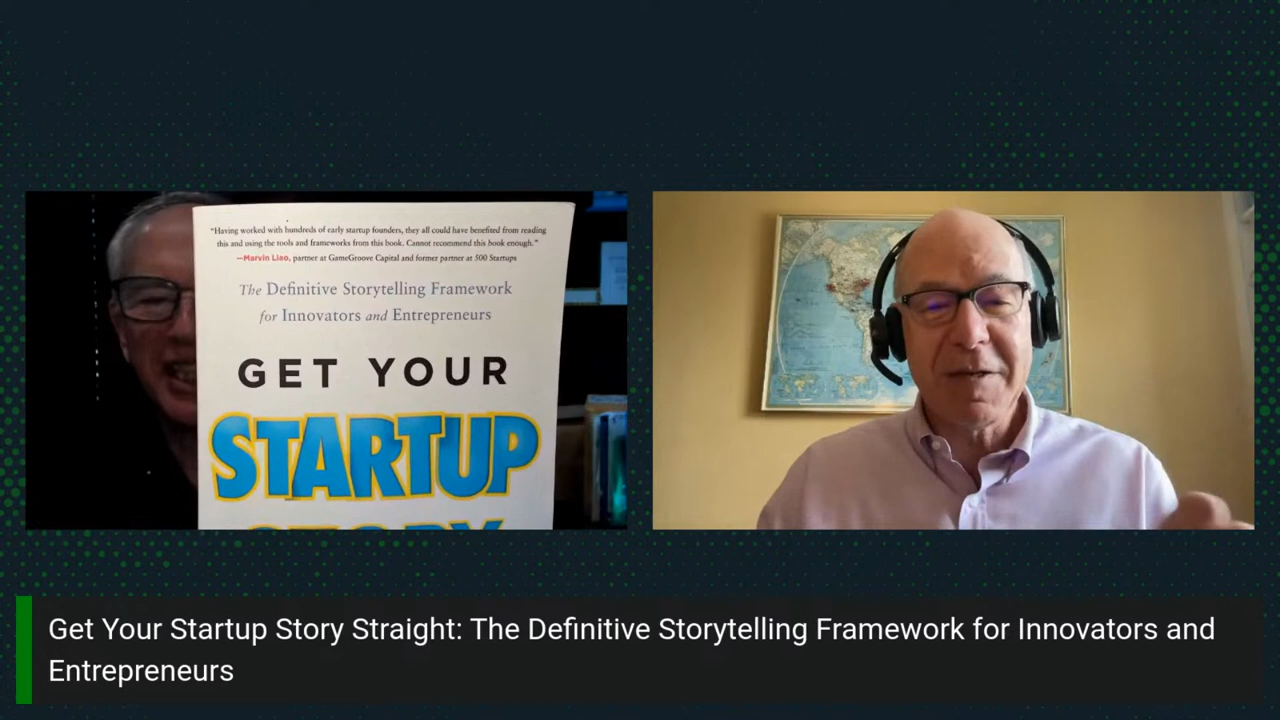 “Having worked with hundreds of early startup founders, they all could have benefited from reading
this and using the tools and frameworks from this book. Cannot recommend this book enough.”
—Marvin Liao, partner at GameGroove Capital and former partner at 500 Startups
The Definitive Storytelling Framework
for Innovators and Entrepreneurs
GET YOUR
STARTUP
STORY
Get Your Startup Story Straight: The Definitive Storytelling Framework for Innovators and
Entrepreneurs